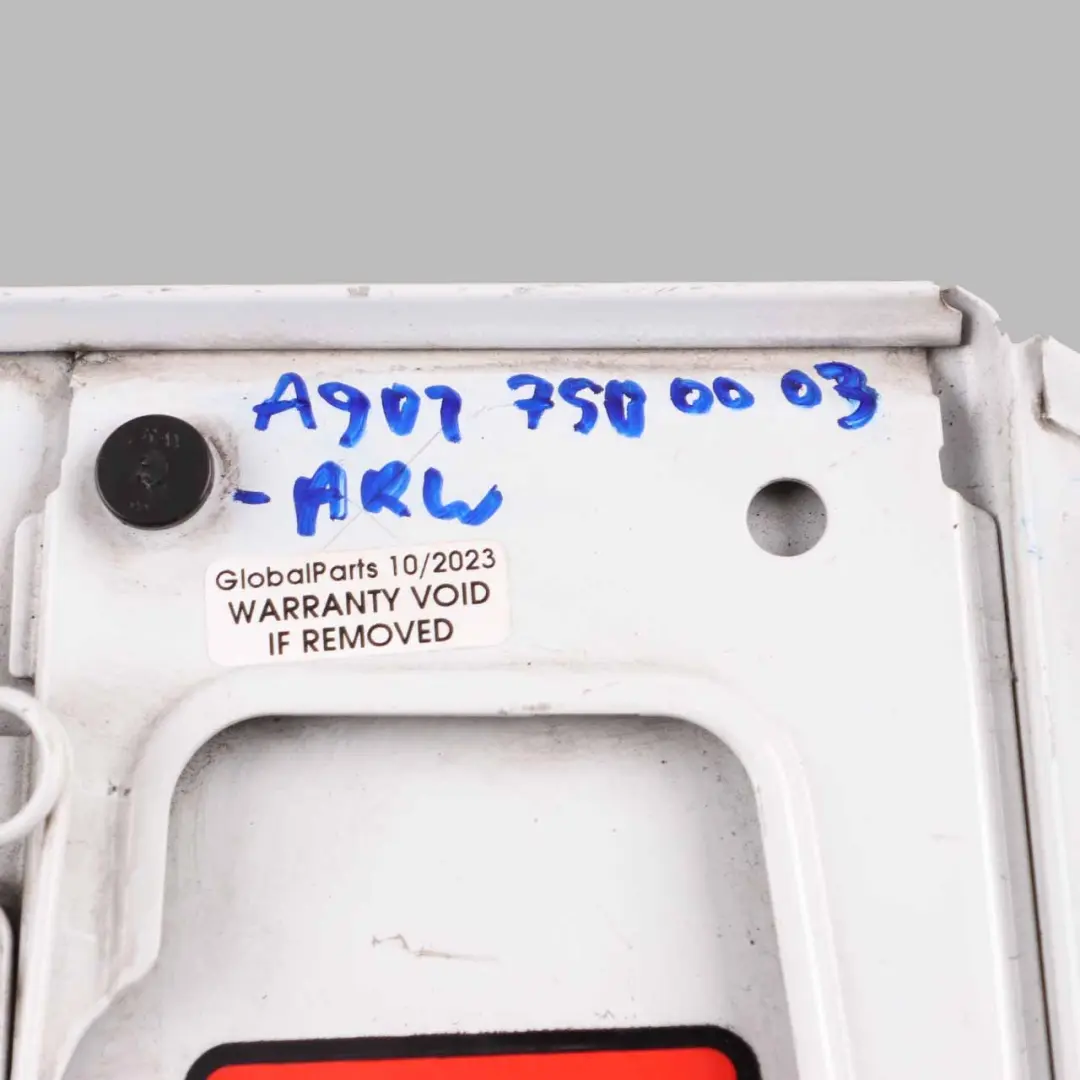 A907 750 00 03
-ARW
GlobalParts 10/2023
WARRANTY VOID
IF REMOVED